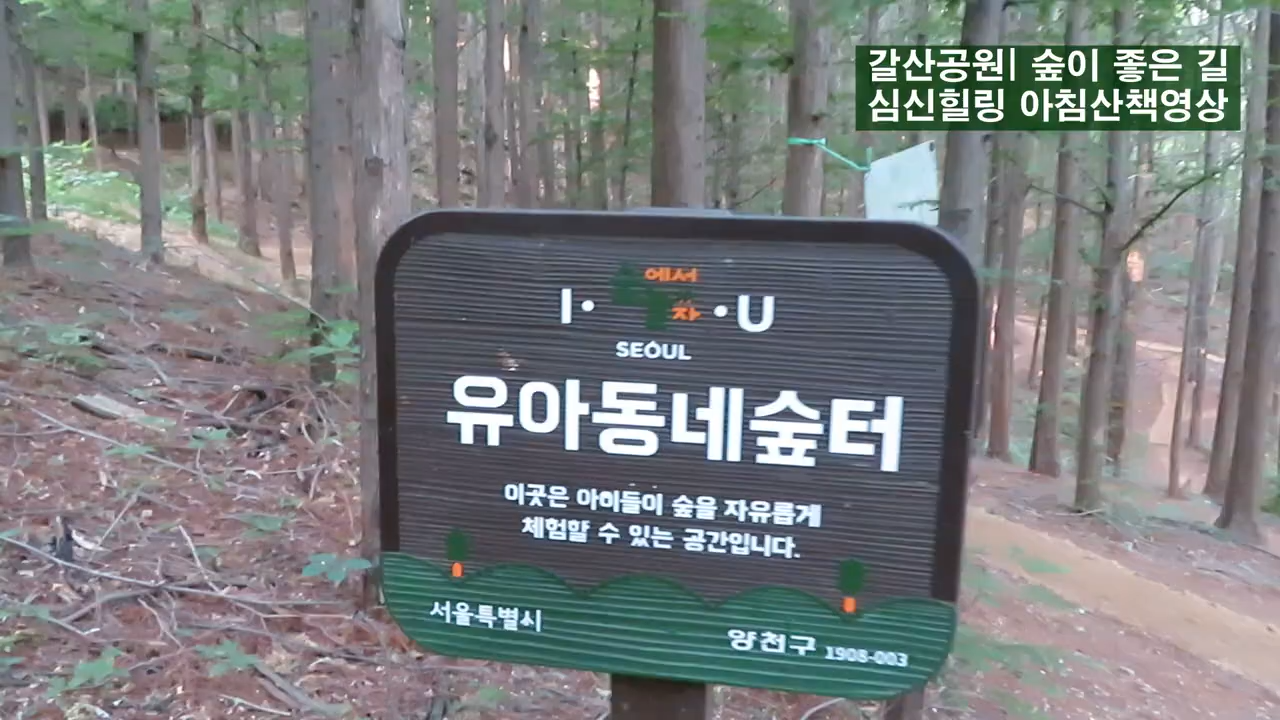 갈산공원| 숲이 좋은 길
심신힐링 아침산책영상
에서
I· 숲 자 ·U
SEOUL
유아동네숲터
이곳은 아이들이 숲을 자유롭게
체험할 수 있는 공간입니다.
서울특별시
양천구 1908-003